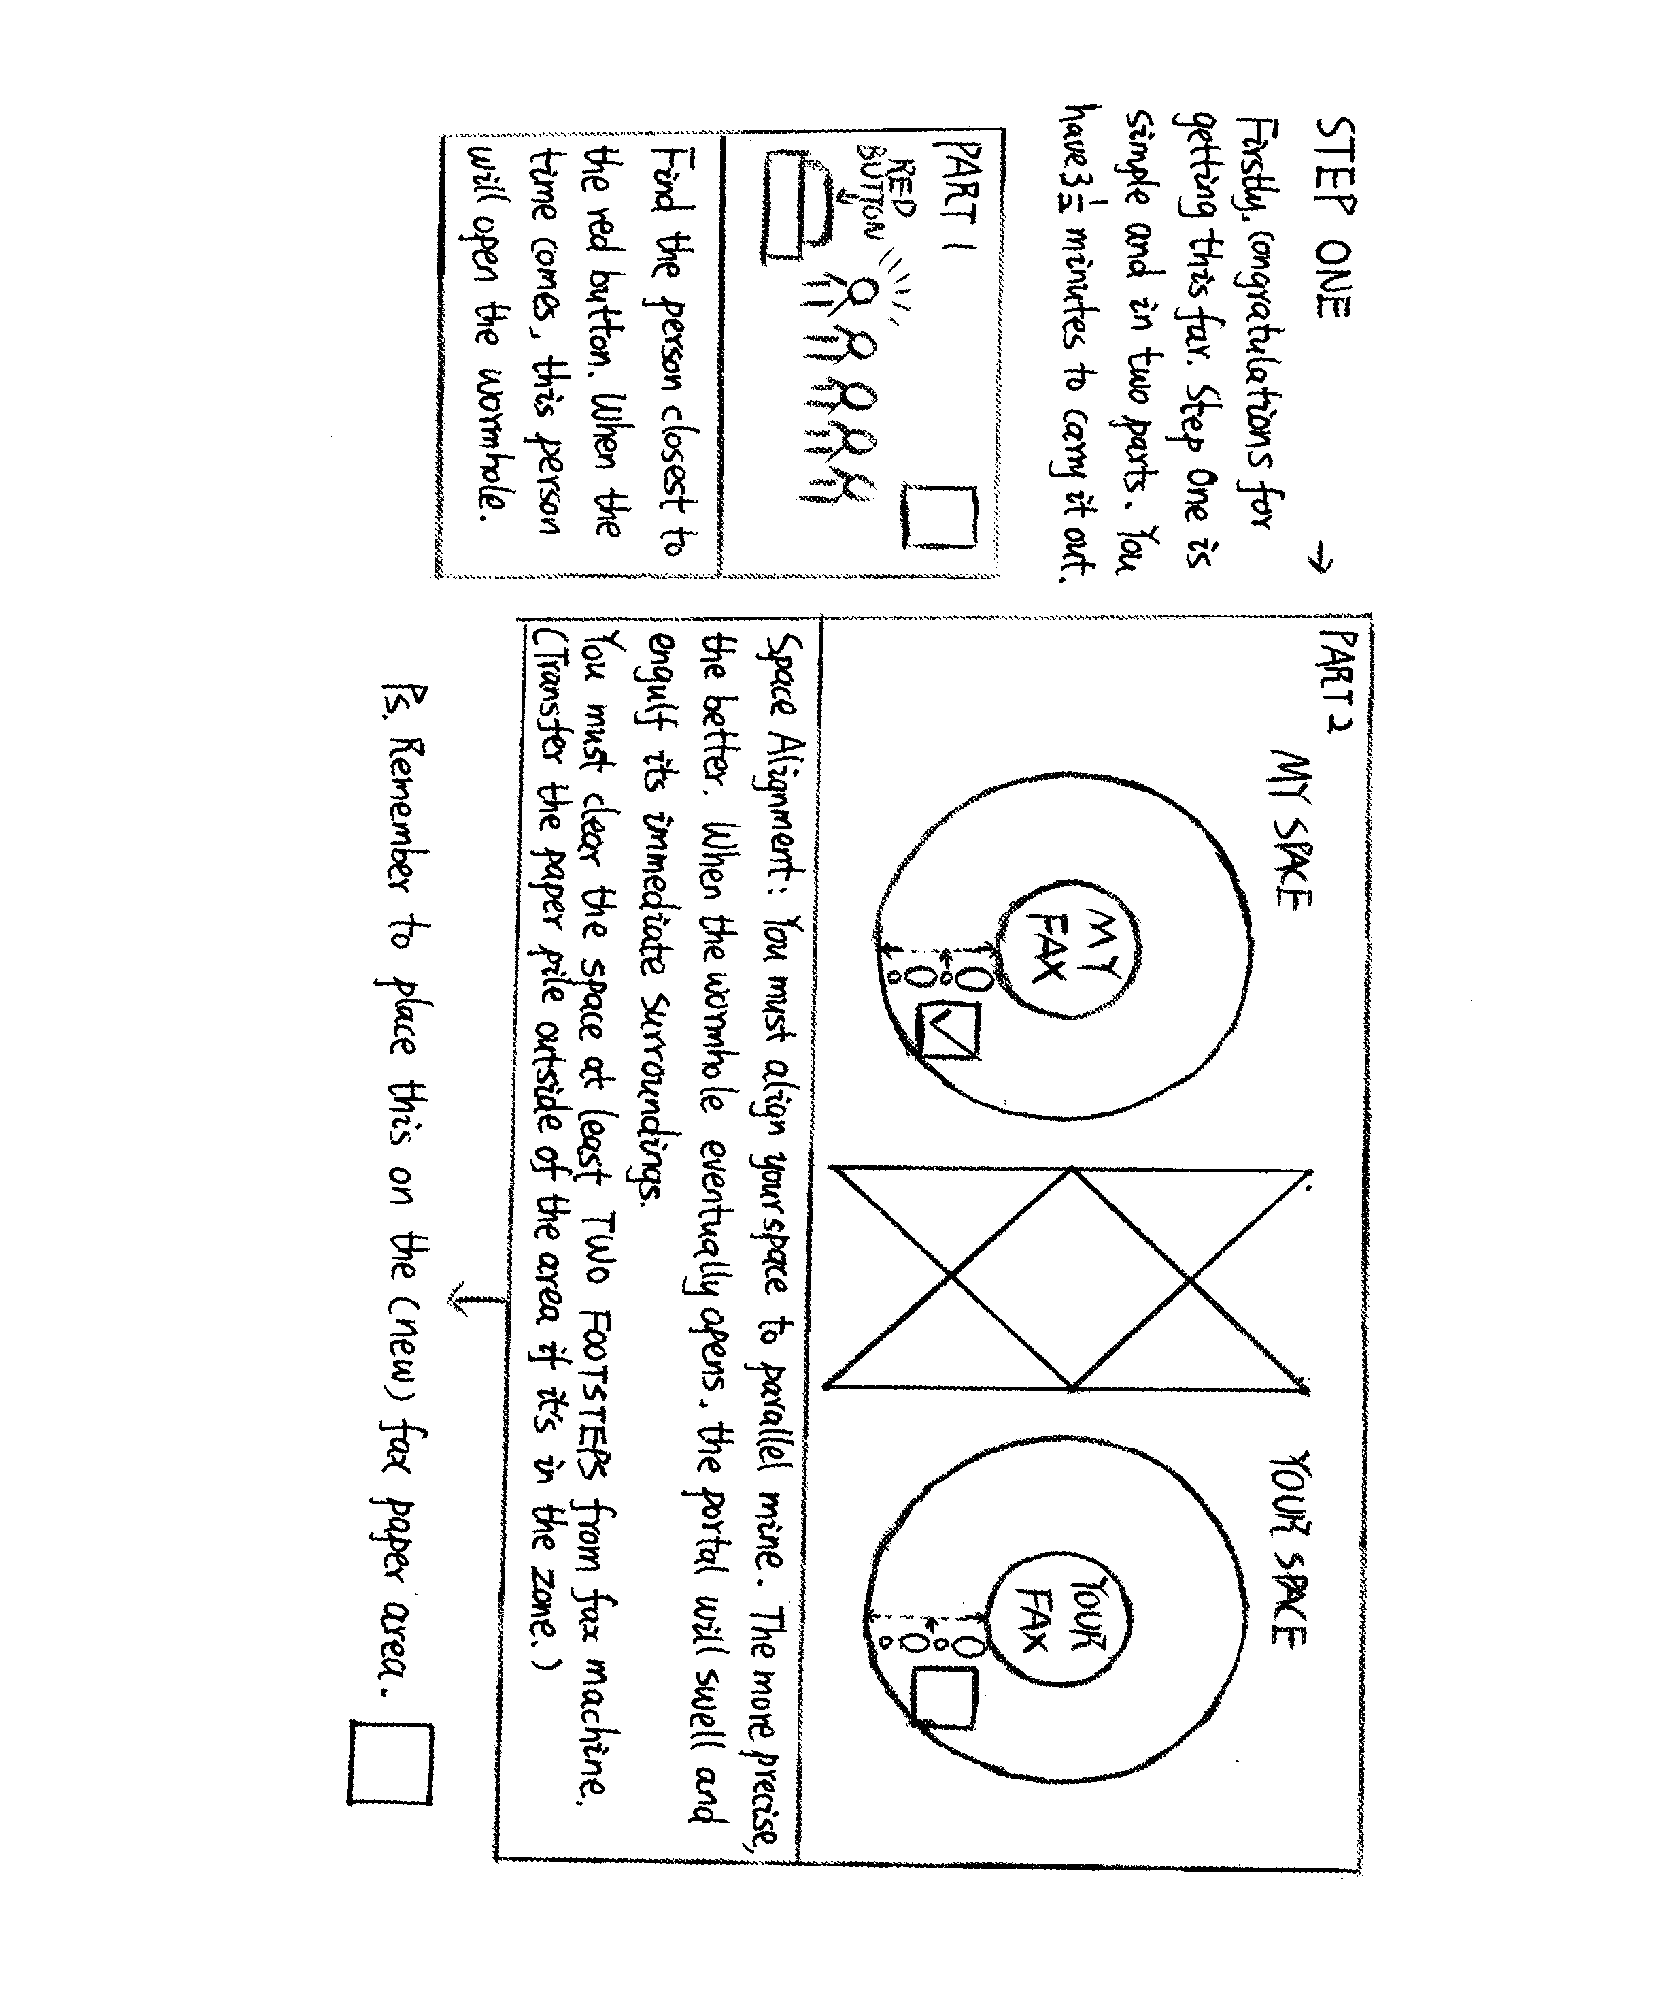 STEP ONE
Firstly, congratulations for
getting this far. Step One is
simple and in two parts. You
have 3 1/2 minutes to carry it out.
PART 1
RED
BUTTON
Find the person closest to
the red button. When the
time comes, this person
will open the wormhole.
PART 2
MY SPACE
MY
FAX
YOUR SPACE
YOUR
FAX
Space Alignment: You must align your space to parallel mine. The more precise,
the better. When the wormhole eventually opens, the portal will swell and
engulf its immediate surroundings.
You must clear the space at least TWO FOOTSTEPS from fax machine.
(Transfer the paper pile outside of the area if it's in the zone.)
Ps. Remember to place this on the (new) fax paper area.